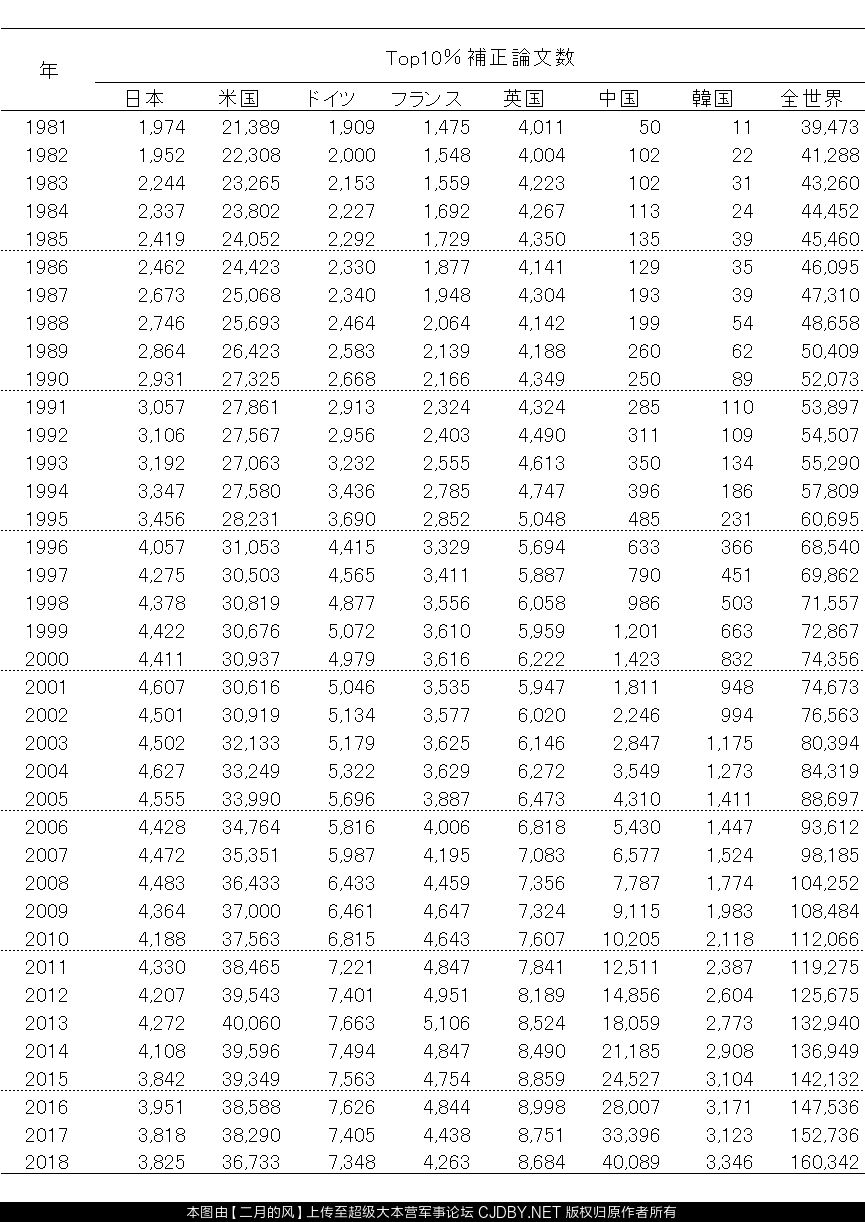 年 Top10%補正論文数
日本 米国 ドイツ フランス 英国 中国 韓国 全世界
1981 1,974 21,389 1,909 1,475 4,011 50 11 39,473
1982 1,952 22,308 2,000 1,548 4,004 102 22 41,288
1983 2,244 23,265 2,153 1,559 4,223 102 31 43,260
1984 2,337 23,802 2,227 1,692 4,267 113 24 44,452
1985 2,419 24,052 2,292 1,729 4,350 135 39 45,460
1986 2,462 24,423 2,330 1,877 4,141 129 35 46,095
1987 2,673 25,068 2,340 1,948 4,304 193 39 47,310
1988 2,746 25,693 2,464 2,064 4,142 199 54 48,658
1989 2,864 26,423 2,583 2,139 4,188 260 62 50,409
1990 2,931 27,325 2,668 2,166 4,349 250 89 52,073
1991 3,057 27,861 2,913 2,324 4,324 285 110 53,897
1992 3,106 27,567 2,956 2,403 4,490 311 109 54,507
1993 3,192 27,063 3,232 2,555 4,613 350 134 55,290
1994 3,347 27,580 3,436 2,785 4,747 396 186 57,809
1995 3,456 28,231 3,690 2,852 5,048 485 231 60,695
1996 4,057 31,053 4,415 3,329 5,694 633 366 68,540
1997 4,275 30,503 4,565 3,411 5,887 790 451 69,862
1998 4,378 30,819 4,877 3,556 6,058 986 503 71,557
1999 4,422 30,676 5,072 3,610 5,959 1,201 663 72,867
2000 4,411 30,937 4,979 3,616 6,222 1,423 832 74,356
2001 4,607 30,616 5,046 3,535 5,947 1,811 948 74,673
2002 4,501 30,919 5,134 3,577 6,020 2,246 994 76,563
2003 4,502 32,133 5,179 3,625 6,146 2,847 1,175 80,394
2004 4,627 33,249 5,322 3,629 6,272 3,549 1,273 84,319
2005 4,555 33,990 5,696 3,887 6,473 4,310 1,411 88,697
2006 4,428 34,764 5,816 4,006 6,818 5,430 1,447 93,612
2007 4,472 35,351 5,987 4,195 7,083 6,577 1,524 98,185
2008 4,483 36,433 6,433 4,459 7,356 7,787 1,774 104,252
2009 4,364 37,000 6,461 4,647 7,324 9,115 1,983 108,484
2010 4,188 37,563 6,815 4,643 7,607 10,205 2,118 112,066
2011 4,330 38,465 7,221 4,847 7,841 12,511 2,387 119,275
2012 4,207 39,543 7,401 4,951 8,189 14,856 2,604 125,675
2013 4,272 40,060 7,663 5,106 8,524 18,059 2,773 132,940
2014 4,108 39,596 7,494 4,847 8,490 21,185 2,908 136,949
2015 3,842 39,349 7,563 4,754 8,859 24,527 3,104 142,132
2016 3,951 38,588 7,626 4,844 8,998 28,007 3,171 147,536
2017 3,818 38,290 7,405 4,438 8,751 33,396 3,123 152,736
2018 3,825 36,733 7,348 4,263 8,684 40,089 3,346 160,342
本图由【二月的风】上传至超级大本营军事论坛 CJDBY.NET 版权归原作者所有